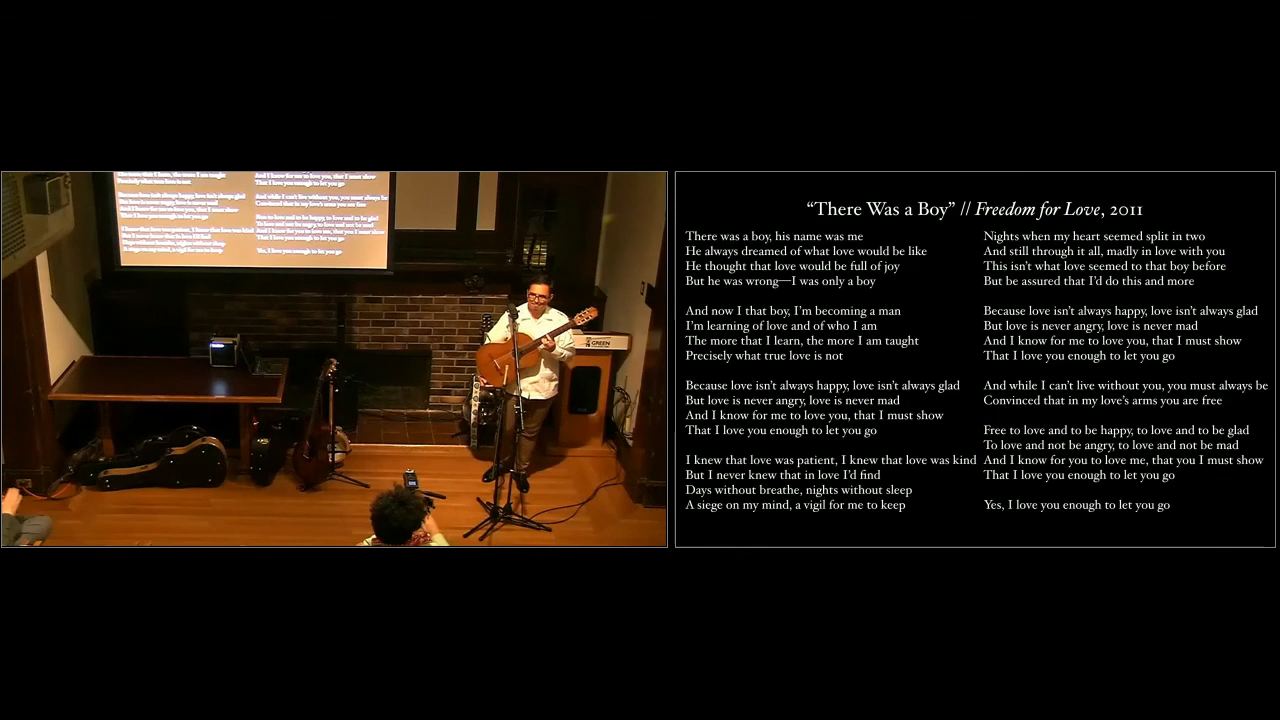 “There Was a Boy” // Freedom for Love, 2011
There was a boy, his name was me
He always dreamed of what love would be like
He thought that love would be full of joy
But he was wrong—I was only a boy
And now I that boy, I’m becoming a man
I’m learning of love and of who I am
The more that I learn, the more I am taught
Precisely what true love is not
Because love isn’t always happy, love isn’t always glad
But love is never angry, love is never mad
And I know for me to love you, that I must show
That I love you enough to let you go
I knew that love was patient, I knew that love was kind
But I never knew that in love I’d find
Days without breathe, nights without sleep
A siege on my mind, a vigil for me to keep
Nights when my heart seemed split in two
And still through it all, madly in love with you
This isn’t what love seemed to that boy before
But be assured that I’d do this and more
Because love isn’t always happy, love isn’t always glad
But love is never angry, love is never mad
And I know for me to love you, that I must show
That I love you enough to let you go
And while I can’t live without you, you must always be
Convinced that in my love’s arms you are free
Free to love and to be happy, to love and to be glad
To love and not be angry, to love and not be mad
And I know for you to love me, that you I must show
That I love you enough to let you go
Yes, I love you enough to let you go
GREEN